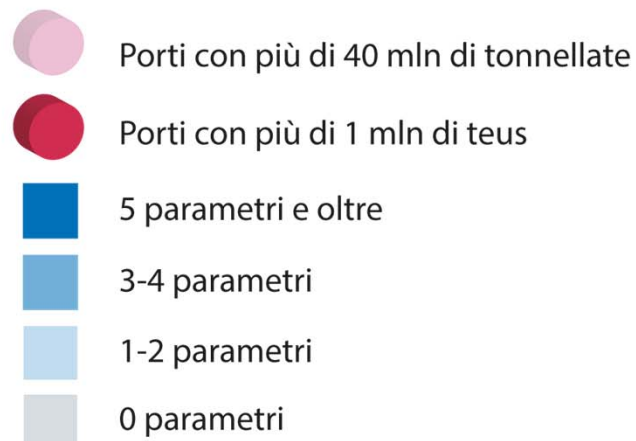 Porti con più di 40 mln di tonnellate
Porti con più di 1 mln di teus
5 parametri e oltre
3-4 parametri
1-2 parametri
0 parametri